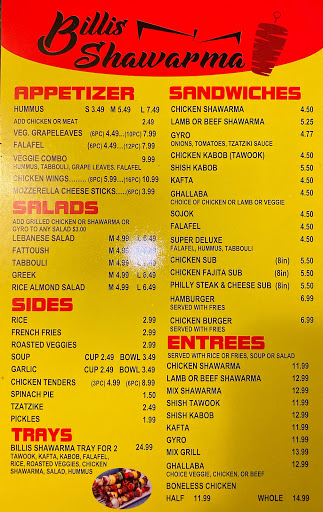 Billis
Shawarma
APPETIZER
HUMMUS S 3.49 M 5.49 L 7.49
ADD CHICKEN OR MEAT 2.49
VEG. GRAPELEAVES (6PC) 4.49...(10PC) 7.99
FALAFEL (6PC) 4.49...(12PC) 7.99
VEGGIE COMBO 9.99
HUMMUS, TABBOULI, GRAPE LEAVES, FALAFEL
CHICKEN WINGS........ (6PC) 5.99...(16PC) 10.99
MOZZERELLA CHEESE STICKS......(6PC) 3.99
SALADS
ADD GRILLED CHICKEN OR SHAWARMA OR
GYRO TO ANY SALAD $3.00
LEBANESE SALAD M 4.99 L 6.49
FATTOUSH M 4.99 L 6.49
TABBOULI M 4.99 L 6.49
GREEK M 4.99 L 6.49
RICE ALMOND SALAD M 4.99 L 6.49
SIDES
RICE 2.99
FRENCH FRIES 2.99
ROASTED VEGGIES 2.99
SOUP CUP 2.49 BOWL 3.49
GARLIC CUP 2.49 BOWL 3.49
CHICKEN TENDERS (3PC) 4.99 (6PC) 8.99
SPINACH PIE 1.50
TZATZIKE 2.49
PICKLES 1.99
TRAYS
BILLIS SHAWARMA TRAY FOR 2 24.99
TAWOOK, KAFTA, KABOB, FALAFEL,
RICE, ROASTED VEGGIES, CHICKEN
SHAWARMA, SALAD, HUMMUS
SANDWICHES
CHICKEN SHAWARMA 4.50
LAMB OR BEEF SHAWARMA 5.25
GYRO 4.77
ONIONS, TOMATOES, TZATZIKI SAUCE
CHICKEN KABOB (TAWOOK) 4.50
SHISH KABOB 5.50
KAFTA 4.50
GHALLABA 4.50
CHOICE OF CHICKEN OR LAMB OR VEGGIE
SOJOK 4.50
FALAFEL 4.50
SUPER DELUXE 4.50
FALAFEL, HUMMUS, TABBOULI
CHICKEN SUB (8in) 5.50
CHICKEN FAJITA SUB (8in) 5.50
PHILLY STEAK & CHEESE SUB (8in) 5.50
HAMBURGER 6.99
SERVED WITH FRIES
CHICKEN BURGER 6.99
SERVED WITH FRIES
ENTREES
SERVED WITH RICE OR FRIES, SOUP OR SALAD
CHICKEN SHAWARMA 11.99
LAMB OR BEEF SHAWARMA 12.99
MIX SHAWARMA 12.99
SHISH TAWOOK 11.99
SHISH KABOB 12.99
KAFTA 11.99
GYRO 11.99
MIX GRILL 13.99
GHALLABA 12.99
CHOICE VEGGIE, CHICKEN, OR BEEF
BONELESS CHICKEN
HALF 11.99 WHOLE 14.99